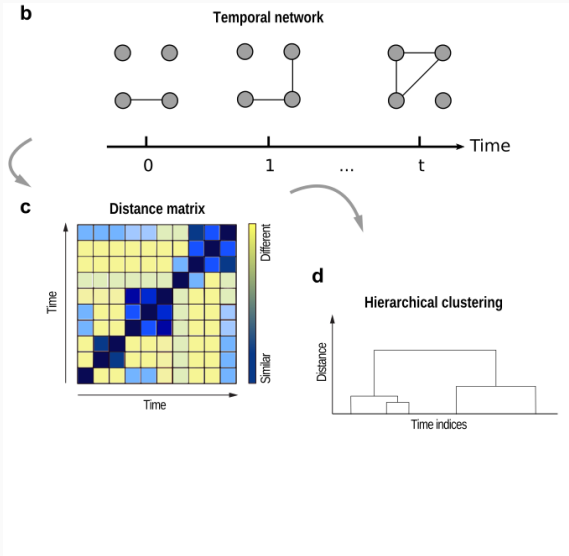 b
Temporal network
Time
0 1 ... t
c
Distance matrix
Different
Similar
Time
Time
d
Hierarchical clustering
Distance
Time indices